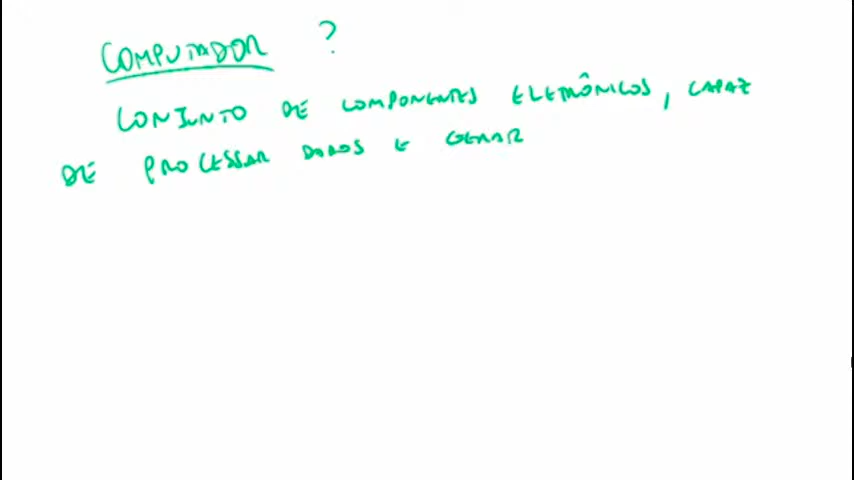 COMPUTADOR ?
CONJUNTO DE COMPONENTES ELETRÔNICOS, CAPAZ
DE PROCESSAR DADOS E GERAR